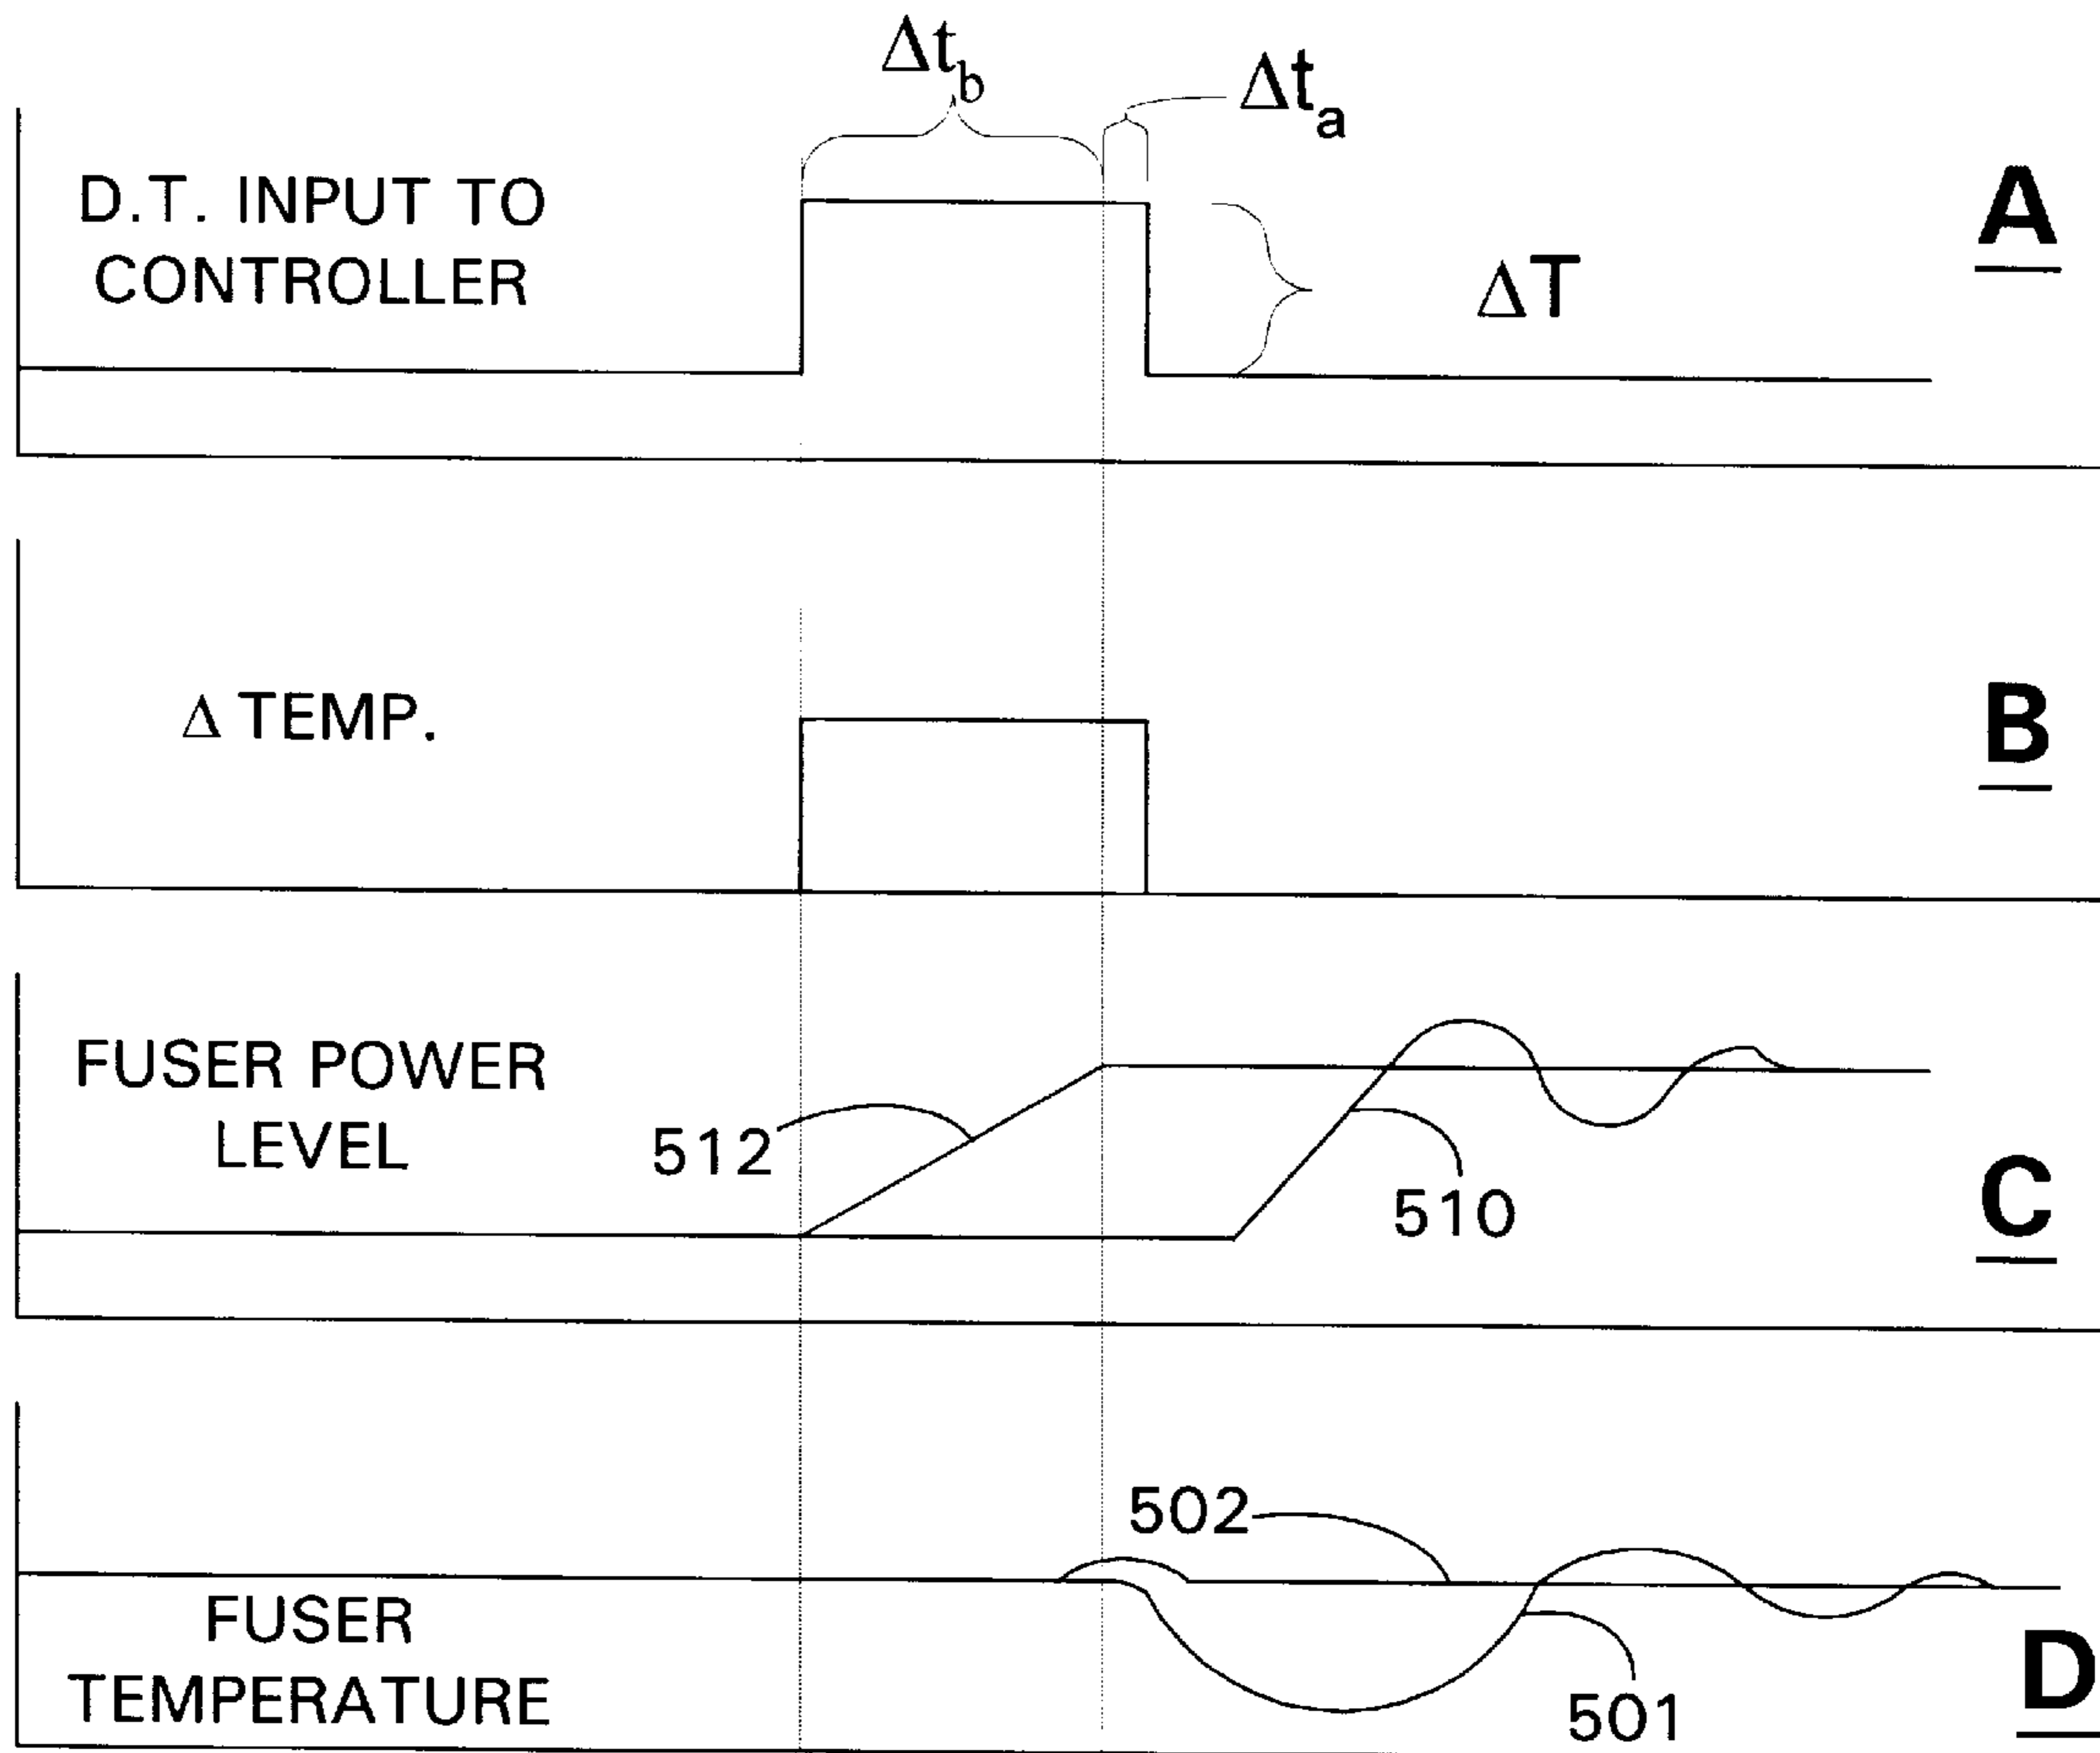 Δt_b
Δt_a
D.T. INPUT TO
CONTROLLER
ΔT
A
Δ TEMP.
B
FUSER POWER
LEVEL
512
510
C
502
FUSER
TEMPERATURE
501
D